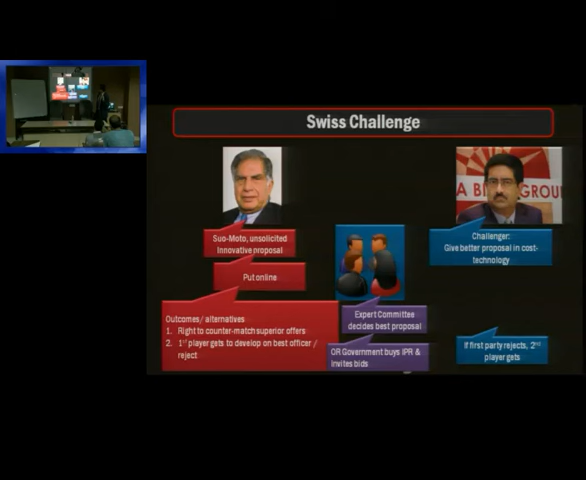 Swiss Challenge
A B GROU
Suo-Moto, unsolicited
Innovative proposal
Challenger:
Give better proposal in cost-
technology
Put online
Outcomes/ alternatives
1. Right to counter-match superior offers
2. 1st player gets to develop on best officer /
reject
Expert Committee
decides best proposal
OR Government buys IPR &
Invites bids
If first party rejects, 2nd
player gets